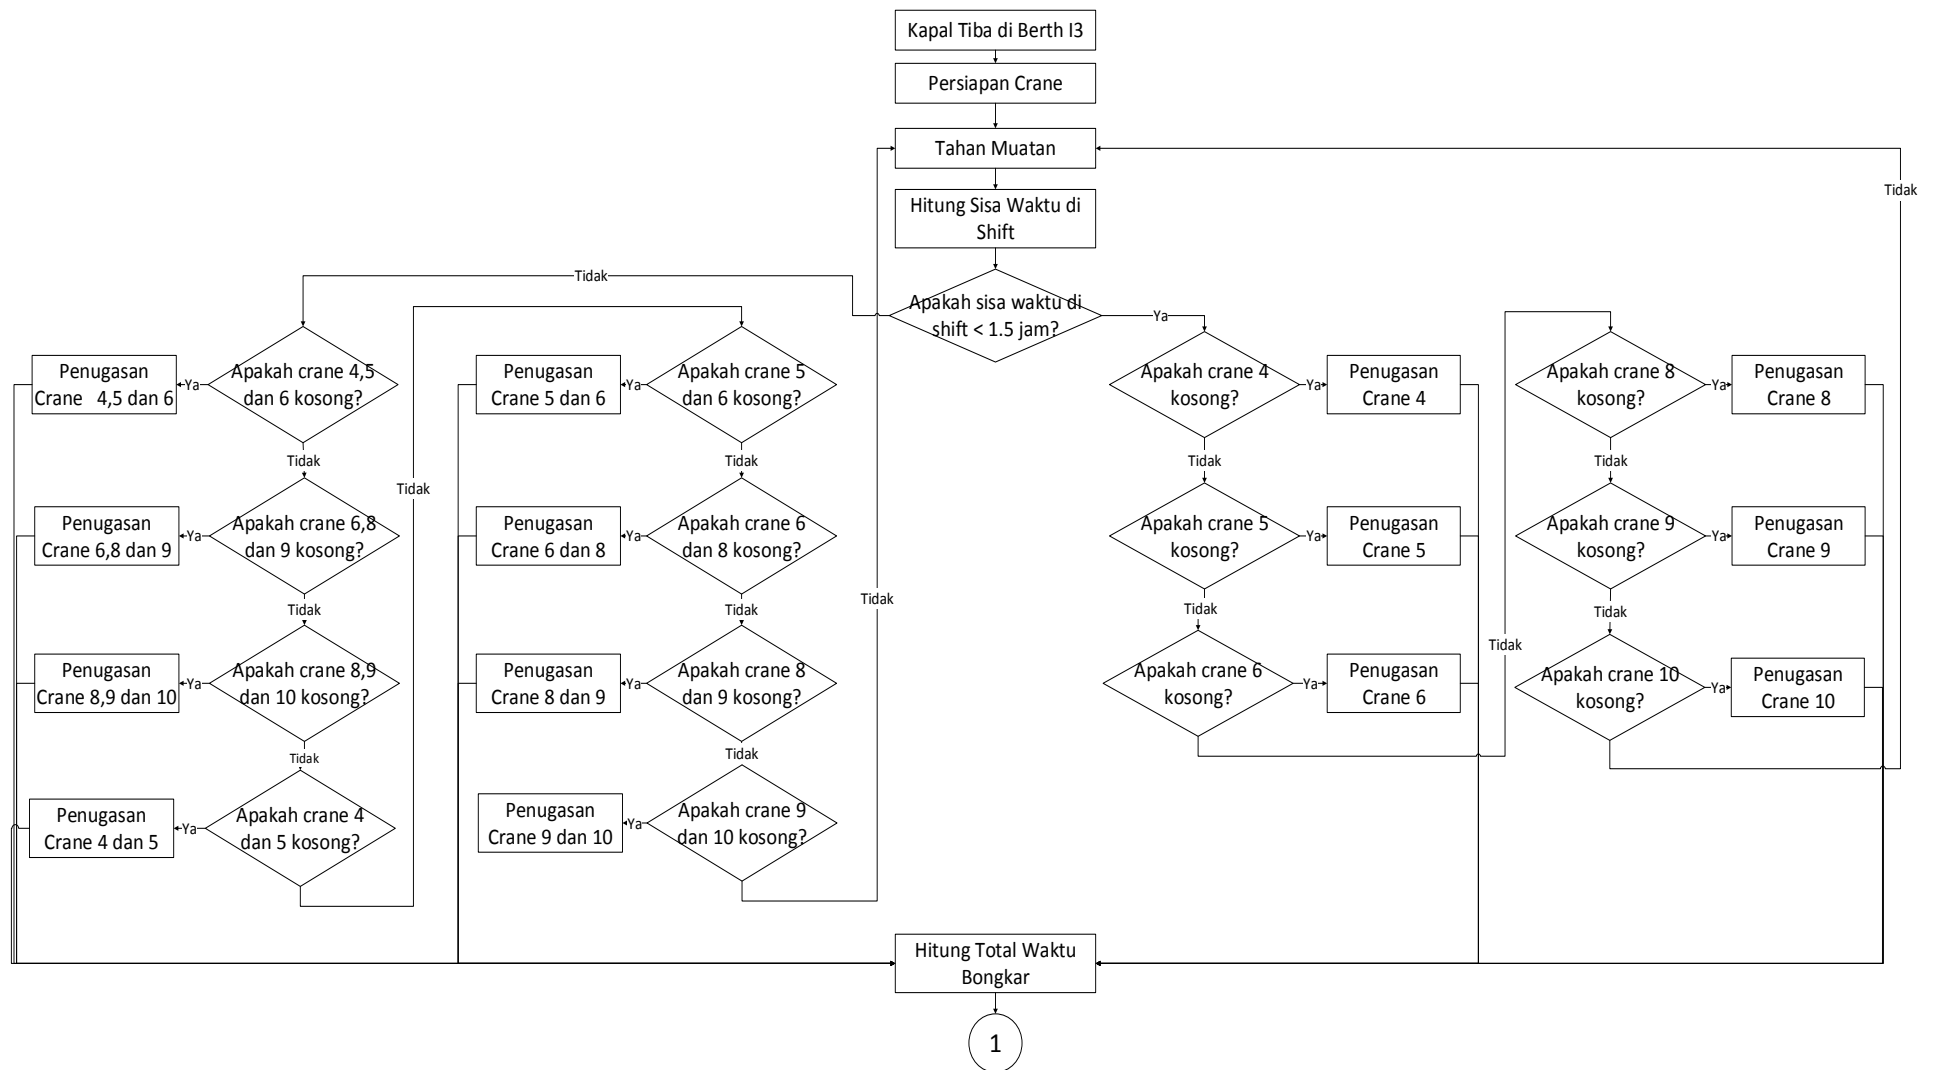 Kapal Tiba di Berth I3
Persiapan Crane
Tahan Muatan
Tidak
Hitung Sisa Waktu di
Shift
Tidak
Apakah sisa waktu di
shift < 1.5 jam?
Ya
Penugasan
Crane 4,5 dan 6
Ya
Apakah crane 4,5
dan 6 kosong?
Tidak
Penugasan
Crane 6,8 dan 9
Ya
Apakah crane 6,8
dan 9 kosong?
Tidak
Penugasan
Crane 8,9 dan 10
Ya
Apakah crane 8,9
dan 10 kosong?
Tidak
Penugasan
Crane 4 dan 5
Ya
Apakah crane 4
dan 5 kosong?
Tidak
Penugasan
Crane 5 dan 6
Ya
Apakah crane 5
dan 6 kosong?
Tidak
Penugasan
Crane 6 dan 8
Ya
Apakah crane 6
dan 8 kosong?
Tidak
Penugasan
Crane 8 dan 9
Ya
Apakah crane 8
dan 9 kosong?
Tidak
Penugasan
Crane 9 dan 10
Ya
Apakah crane 9
dan 10 kosong?
Tidak
Apakah crane 4
kosong?
Ya
Penugasan
Crane 4
Tidak
Apakah crane 5
kosong?
Ya
Penugasan
Crane 5
Tidak
Apakah crane 6
kosong?
Ya
Penugasan
Crane 6
Tidak
Apakah crane 8
kosong?
Ya
Penugasan
Crane 8
Tidak
Apakah crane 9
kosong?
Ya
Penugasan
Crane 9
Tidak
Apakah crane 10
kosong?
Ya
Penugasan
Crane 10
Hitung Total Waktu
Bongkar
1